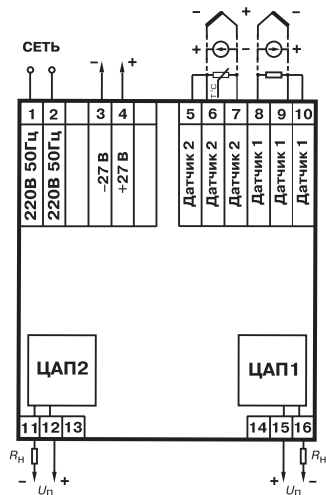 − + − +
СЕТЬ
− +
+ − − +
T °C
1 2 3 4 5 6 7 8 9 10
220В 50Гц
220В 50Гц
−27 В
+27 В
Датчик 2
Датчик 2
Датчик 2
Датчик 1
Датчик 1
Датчик 1
ЦАП2
ЦАП1
11 12 13 14 15 16
Rн Rн
− + + −
Uп Uп